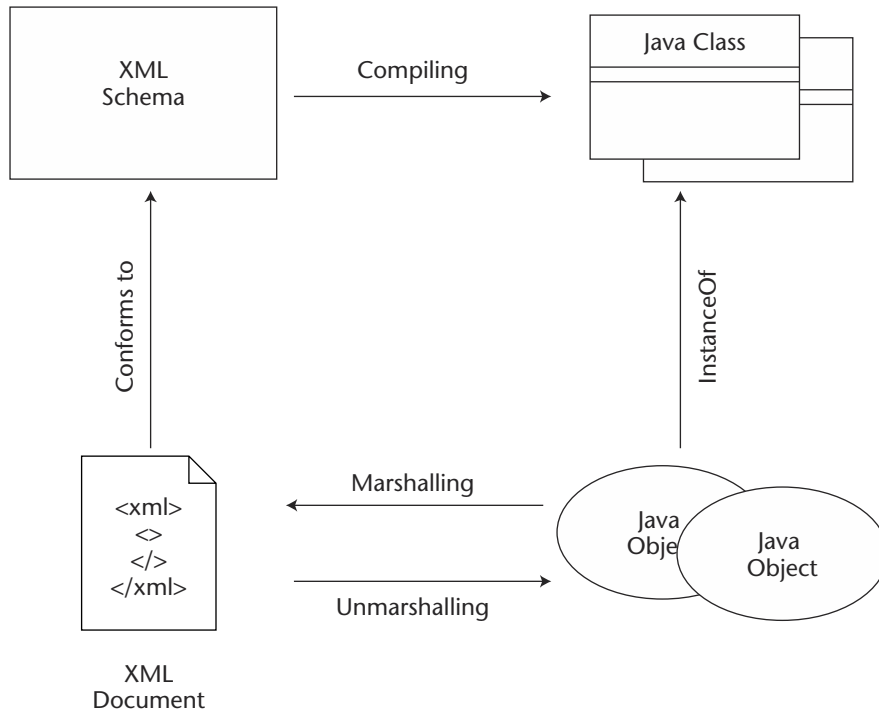 XML
Schema
Compiling
Java Class
Conforms to
InstanceOf
<xml>
<>
</>
</xml>
Marshalling
Unmarshalling
Java
Obje
Java
Object
XML
Document